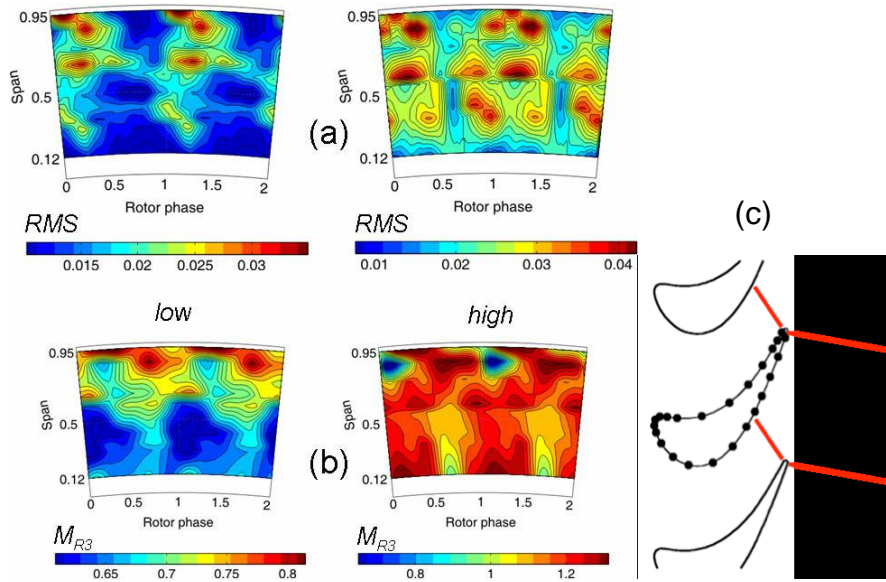 0.95
Span
0.5
0.12
0 0.5 1 1.5 2
Rotor phase
RMS
0.015 0.02 0.025 0.03
(a)
0.95
Span
0.5
0.12
0 0.5 1 1.5 2
Rotor phase
RMS
0.01 0.02 0.03 0.04
low
high
0.95
Span
0.5
0.12
0 0.5 1 1.5 2
Rotor phase
M_R3
0.65 0.7 0.75 0.8
(b)
0.95
Span
0.5
0.12
0 0.5 1 1.5 2
Rotor phase
M_R3
0.8 1 1.2
(c)